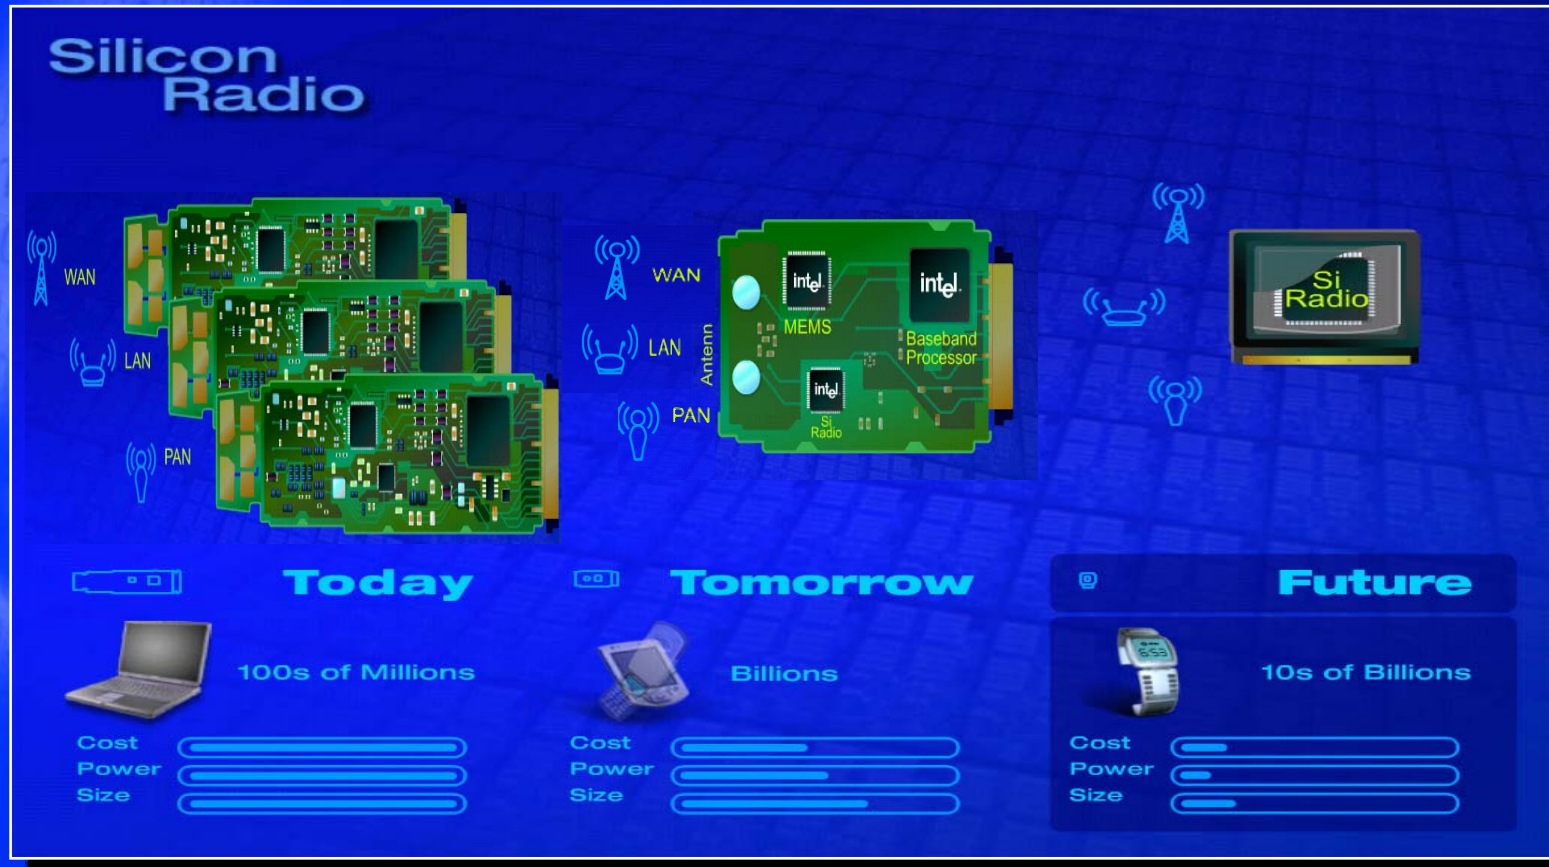 Silicon
Radio
WAN
LAN
PAN
WAN
LAN
PAN
Antenn
intel
MEMS
intel
Baseband
Processor
intel
Si
Radio
Si
Radio
Today
100s of Millions
Cost
Power
Size
Tomorrow
Billions
Cost
Power
Size
Future
6:53
10s of Billions
Cost
Power
Size